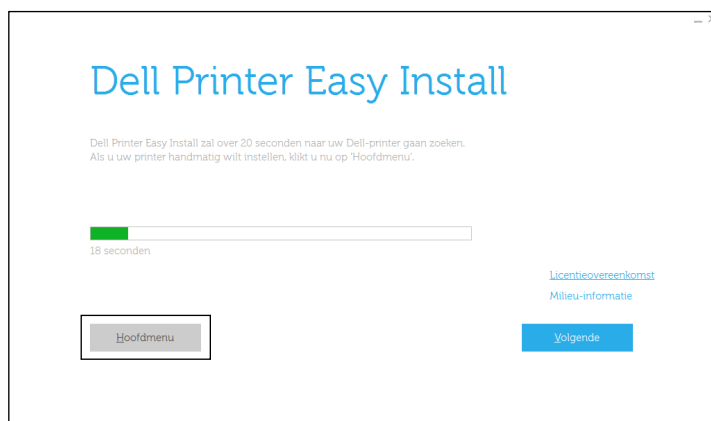 Dell Printer Easy Install
Dell Printer Easy Install zal over 20 seconden naar uw Dell-printer gaan zoeken.
Als u uw printer handmatig wilt instellen, klikt u nu op 'Hoofdmenu'.
18 seconden
Licentieovereenkomst
Milieu-informatie
Hoofdmenu
Volgende